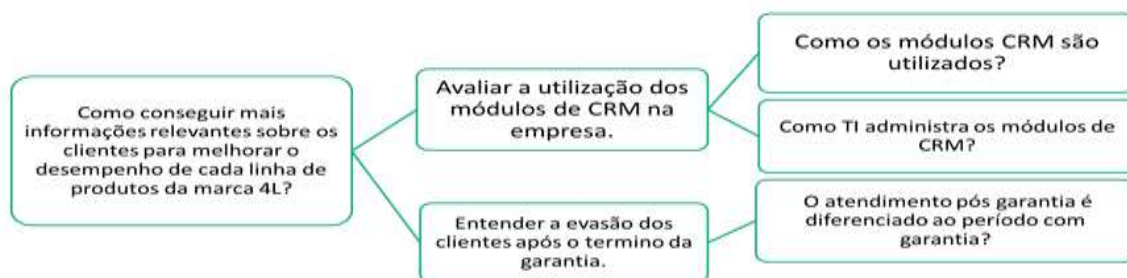 Como conseguir mais
informações relevantes sobre os
clientes para melhorar o
desempenho de cada linha de
produtos da marca 4L?
Avaliar a utilização dos
módulos de CRM na
empresa.
Como os módulos CRM são
utilizados?
Como TI administra os módulos de
CRM?
Entender a evasão dos
clientes após o termino da
garantia.
O atendimento pós garantia é
diferenciado ao período com
garantia?